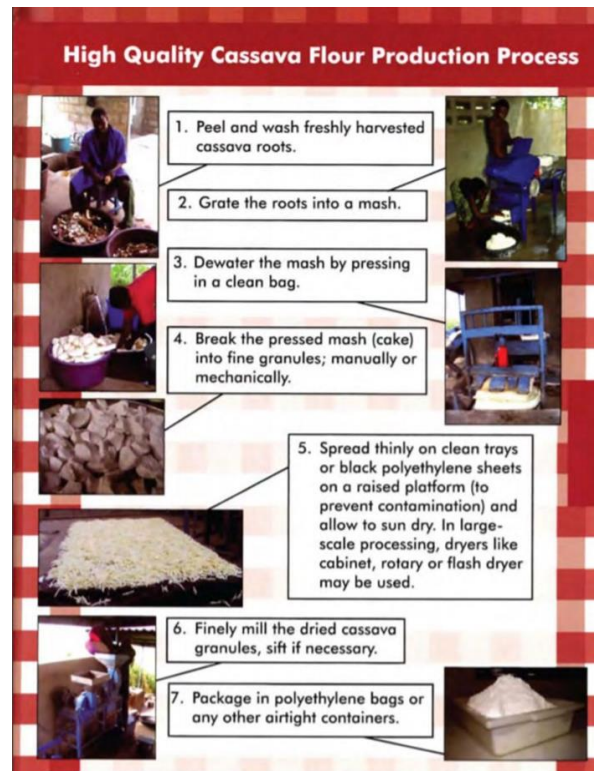 High Quality Cassava Flour Production Process
1. Peel and wash freshly harvested
cassava roots.
2. Grate the roots into a mash.
3. Dewater the mash by pressing
in a clean bag.
4. Break the pressed mash (cake)
into fine granules; manually or
mechanically.
5. Spread thinly on clean trays
or black polyethylene sheets
on a raised platform (to
prevent contamination) and
allow to sun dry. In large-
scale processing, dryers like
cabinet, rotary or flash dryer
may be used.
6. Finely mill the dried cassava
granules, sift if necessary.
7. Package in polyethylene bags or
any other airtight containers.